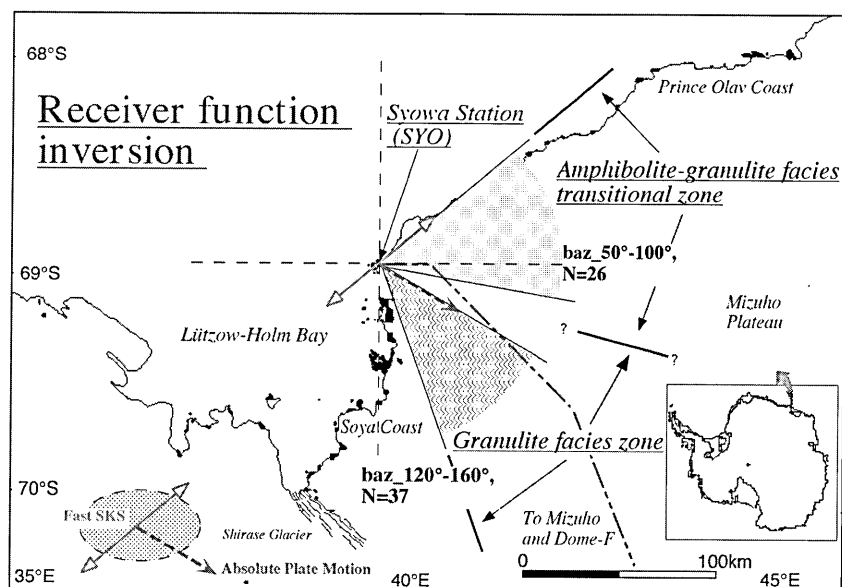 68°S
Receiver function
inversion
Syowa Station
(SYO)
Prince Olav Coast
Amphibolite-granulite facies
transitional zone
baz_50°-100°,
N=26
69°S
Mizuho
Plateau
Lützow-Holm Bay
?
?
Soya Coast
Granulite facies zone
baz_120°-160°,
N=37
70°S
Fast SKS
Shirase Glacier
To Mizuho
and Dome-F
Absolute Plate Motion
0
100km
35°E
40°E
45°E